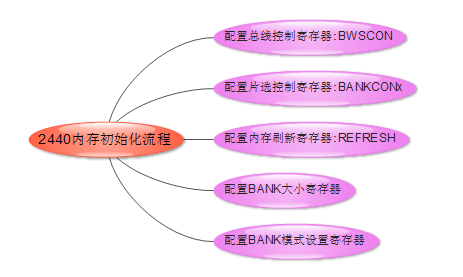 配置总线控制寄存器:BWSCON
配置片选控制寄存器:BANKCONx
2440内存初始化流程
配置内存刷新寄存器:REFRESH
配置BANK大小寄存器
配置BANK模式设置寄存器